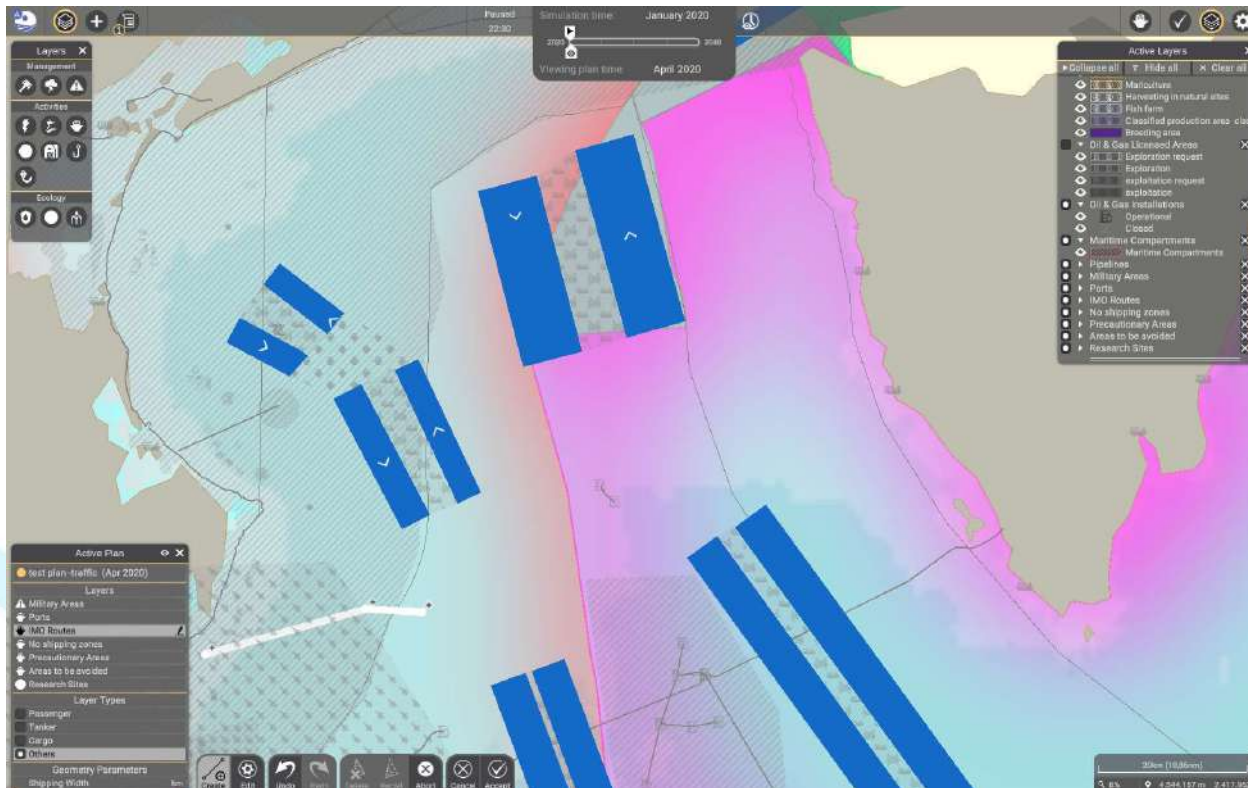 Paused
22:30
Simulation time: January 2020
2040
Viewing plan time: April 2020
Layers
Management
Activities
Ecology
Active Layers
Collapse all Hide all Clear all
Mariculture
Harvesting in natural sites
Fish farm
Classified production area
Breeding area
Oil & Gas Licensed Areas
Exploration request
Exploration
exploitation request
exploitation
Oil & Gas Installations
Operational
Closed
Maritime Compartments
Maritime Compartments
Pipelines
Military Areas
Ports
IMO Routes
No shipping zones
Precautionary Areas
Areas to be avoided
Research Sites
Active Plan
test plan-traffic (Apr 2020)
Layers
Military Areas
Ports
IMO Routes
No shipping zones
Precautionary Areas
Areas to be avoided
Research Sites
Layer Types
Passenger
Tanker
Cargo
Others
Geometry Parameters
Shipping Width
Create Edit Undo Redo Delete Abort Cancel Accept